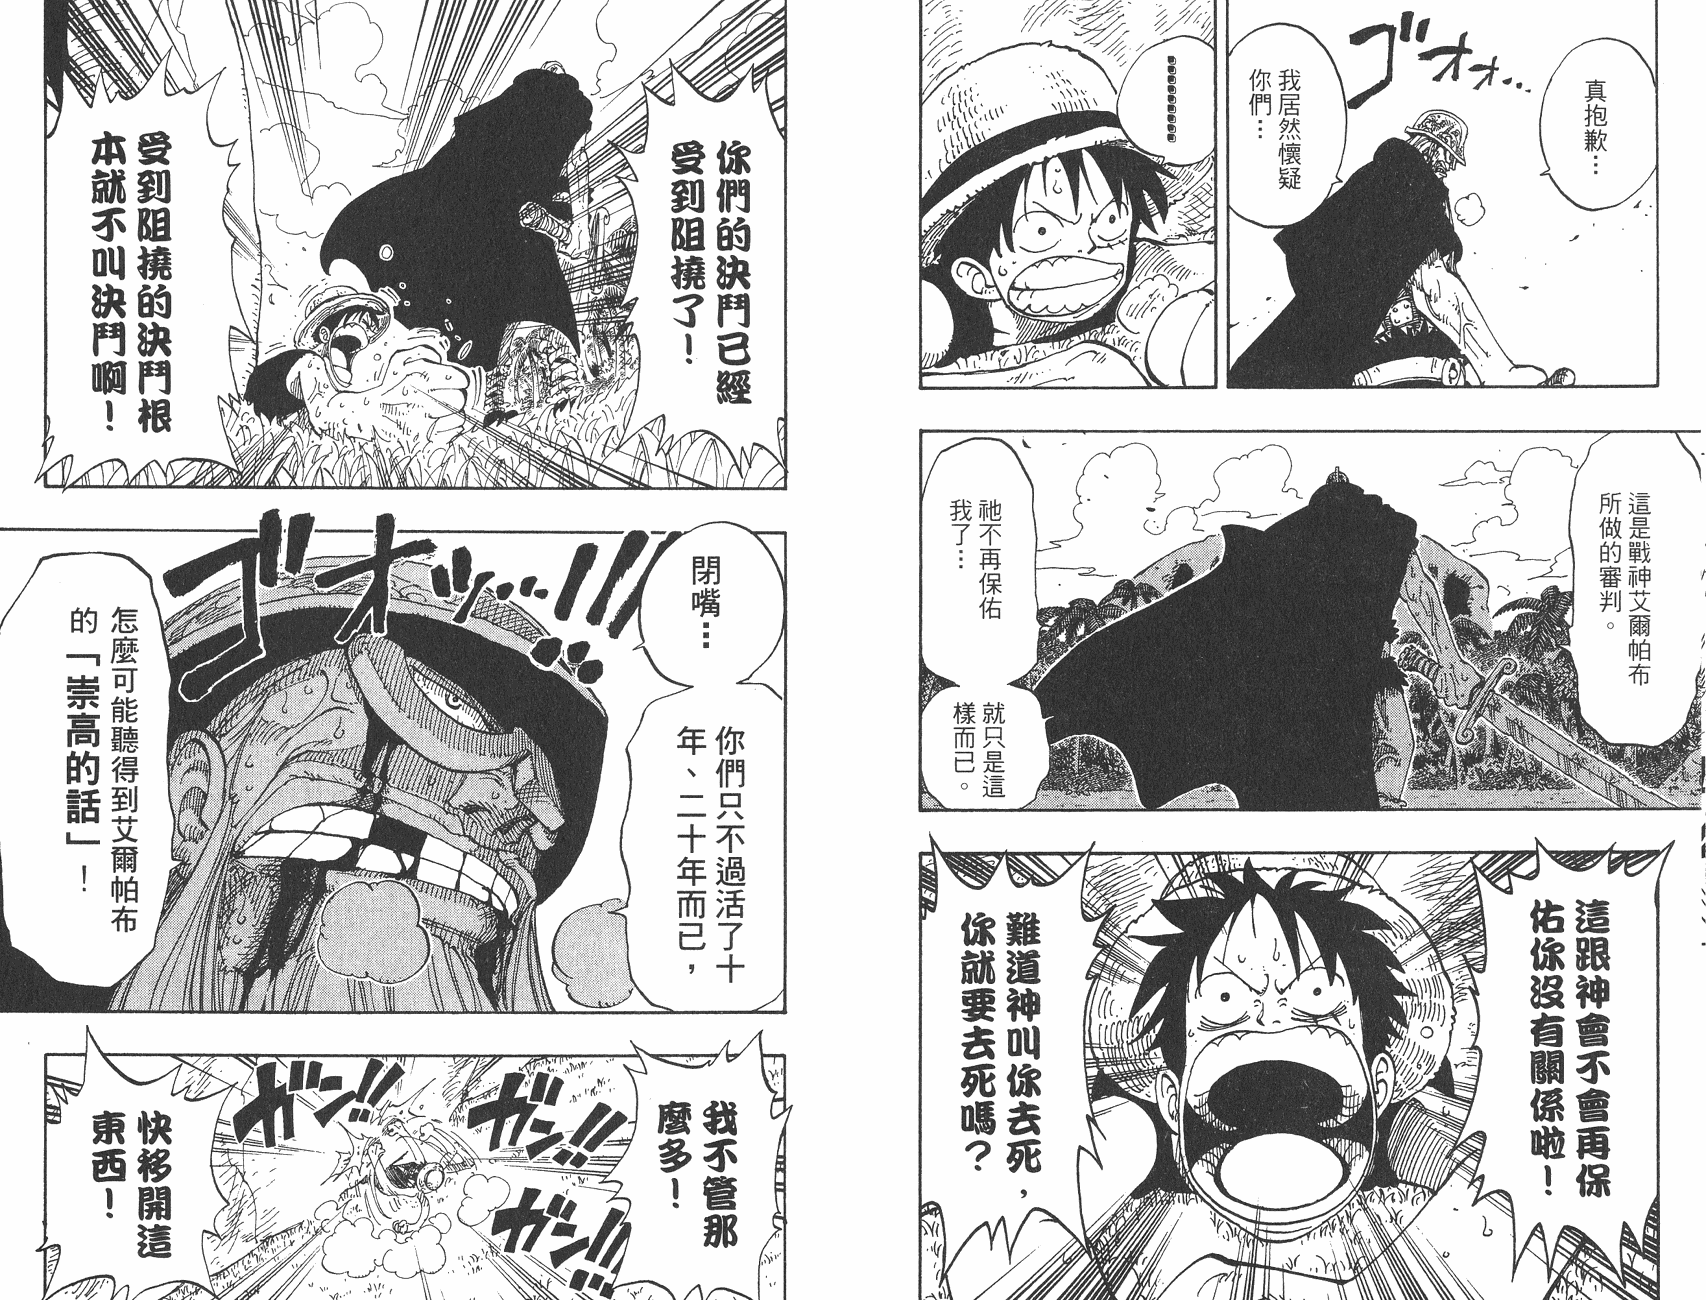 真抱歉…
ゴオォ…
我居然懷疑
你們…
………
這是戰神艾爾帕布
所做的審判。
祂不再保佑
我了…
就只是這
樣而已。
這跟神會不會再保
佑你沒有關係啦！
難道神叫你去死，
你就要去死嗎？
你們的決鬥已經
受到阻撓了！
受到阻撓的決鬥根
本就不叫決鬥啊！
閉嘴…
ゴオッ…!!!
你們只不過活了十
年、二十年而已，
怎麼可能聽得到艾爾帕布
的「崇高的話」！
我不管那
麼多！
ガン!!
ガン!!
ガン!!
快移開這
東西！